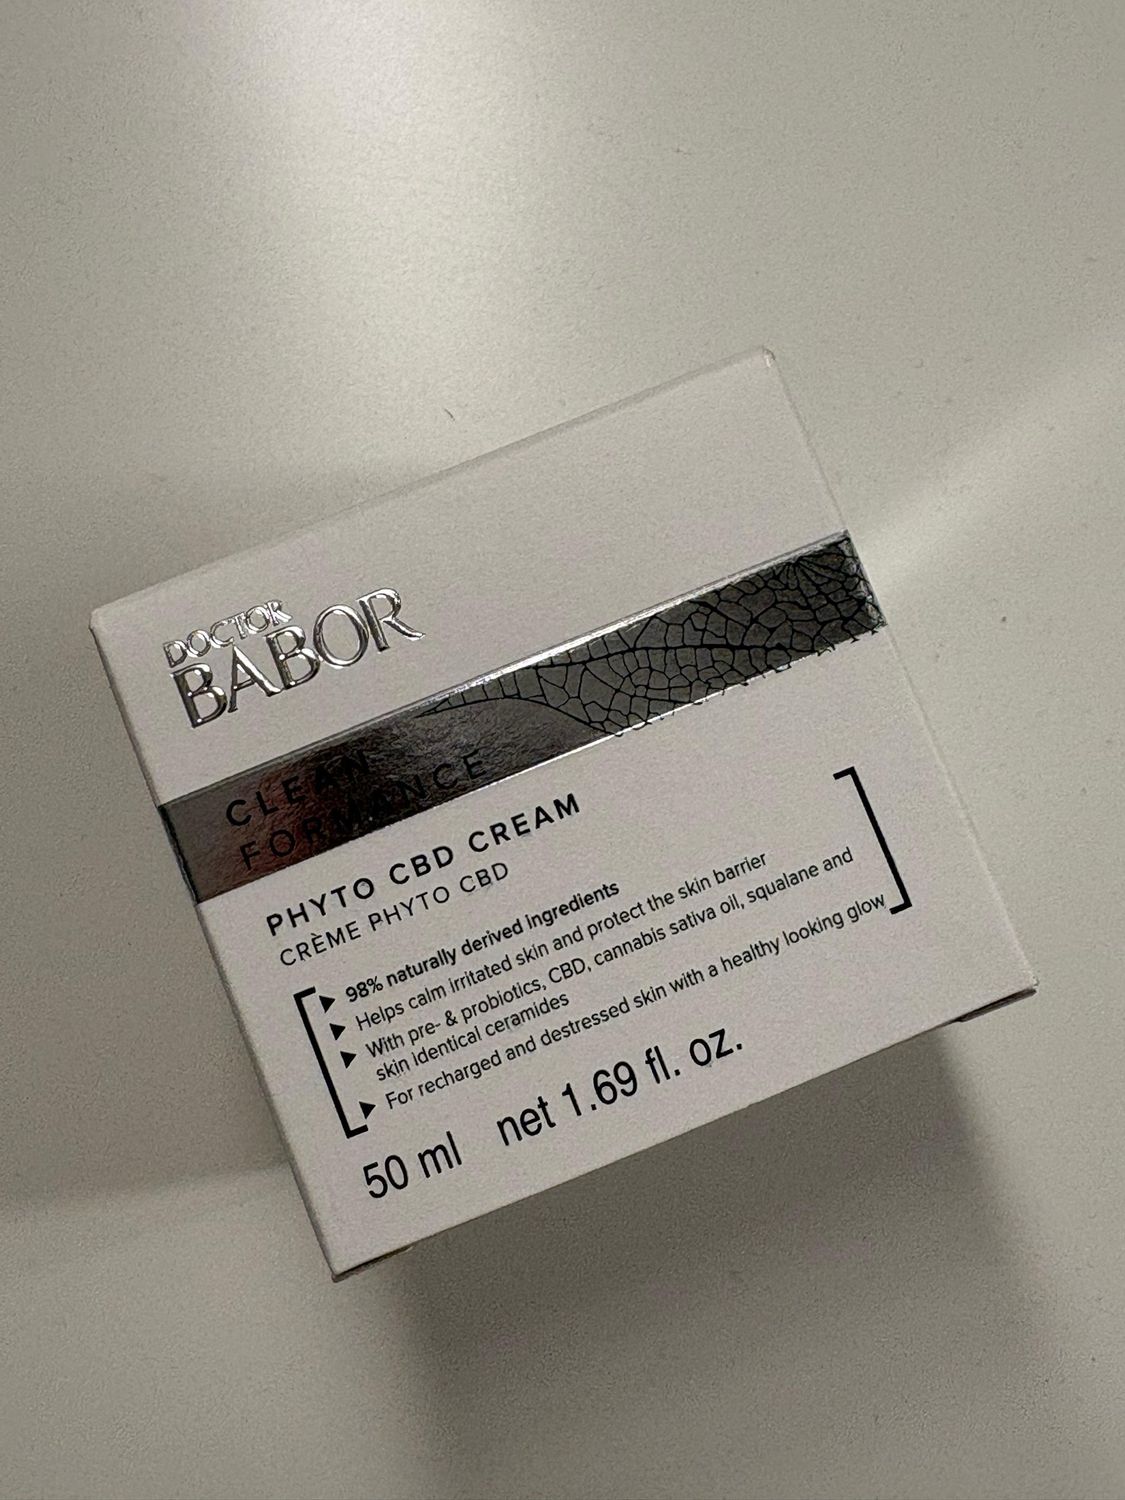 DOCTOR
BABOR
CLEAN
FORMANCE
PHYTO CBD CREAM
CRÈME PHYTO CBD
▶ 98% naturally derived ingredients
▶ Helps calm irritated skin and protect the skin barrier
▶ With pre- & probiotics, CBD, cannabis sativa oil, squalane and
skin identical ceramides
▶ For recharged and destressed skin with a healthy looking glow
50 ml net 1.69 fl. oz.